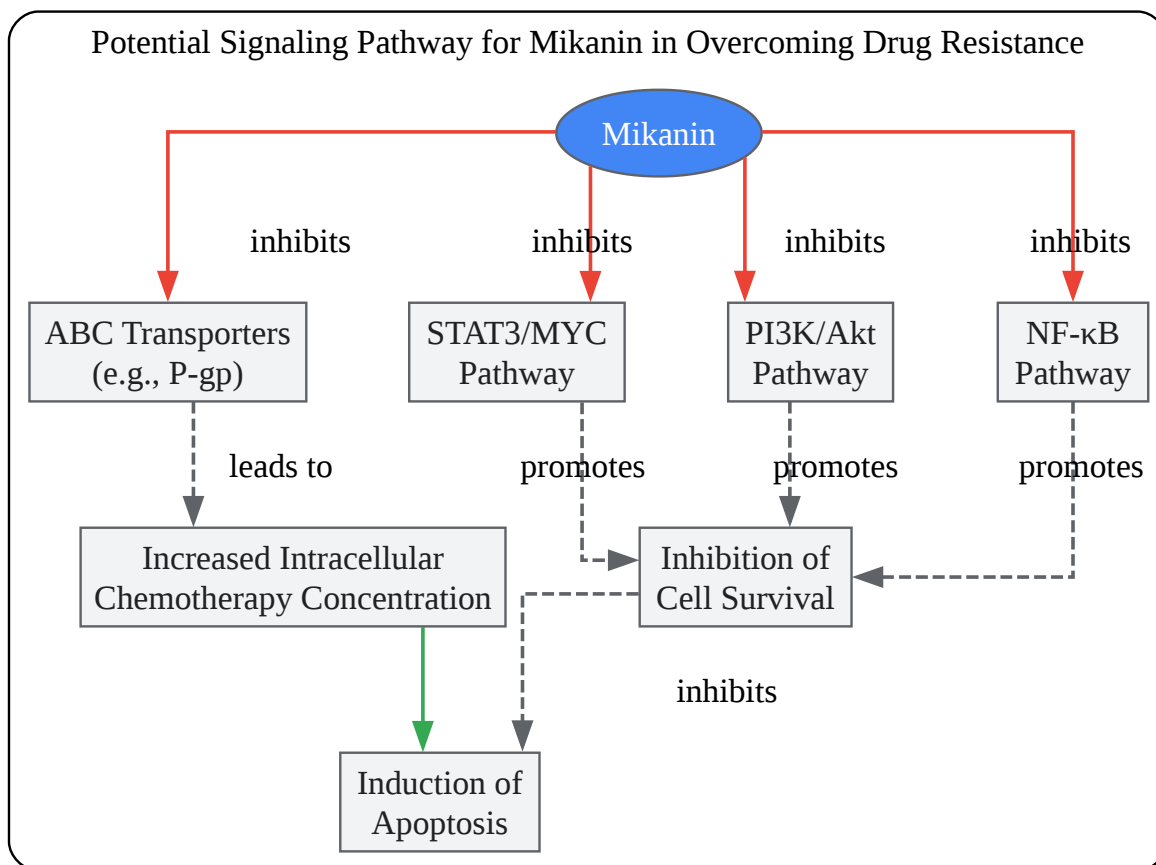 Potential Signaling Pathway for Mikanin in Overcoming Drug Resistance
Mikanin
inhibits
inhibits
inhibits
inhibits
ABC Transporters
(e.g., P-gp)
STAT3/MYC
Pathway
PI3K/Akt
Pathway
NF-κB
Pathway
leads to
promotes
promotes
promotes
Increased Intracellular
Chemotherapy Concentration
Inhibition of
Cell Survival
inhibits
Induction of
Apoptosis